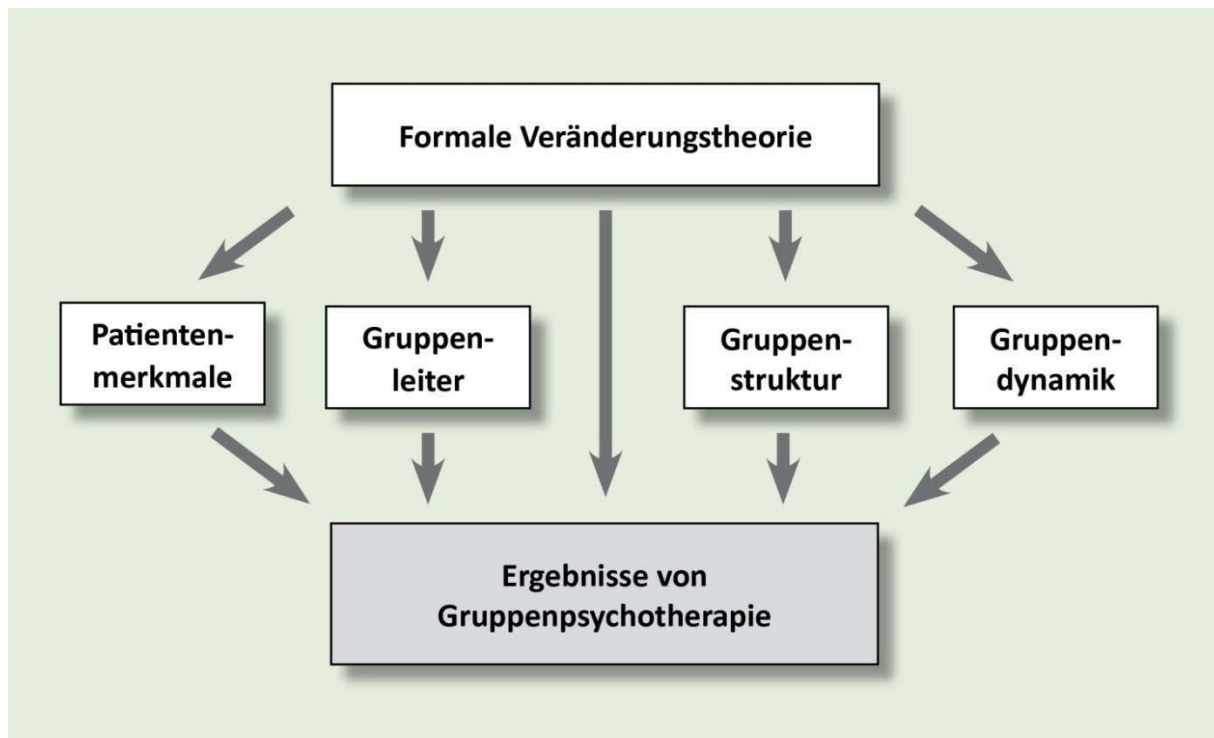 Formale Veränderungstheorie
Patienten-
merkmale
Gruppen-
leiter
Gruppen-
struktur
Gruppen-
dynamik
Ergebnisse von
Gruppenpsychotherapie